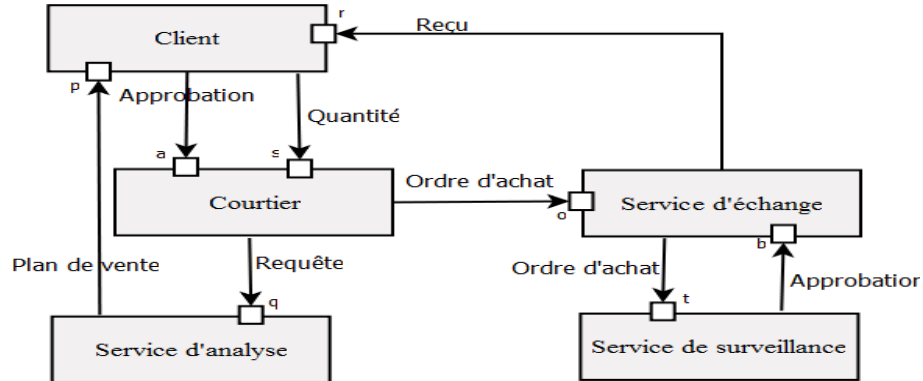 r
Reçu
Client
p
Approbation
Quantité
a
s
Courtier
Ordre d'achat
o
Service d'échange
b
Plan de vente
Requête
Ordre d'achat
Approbation
q
t
Service d'analyse
Service de surveillance